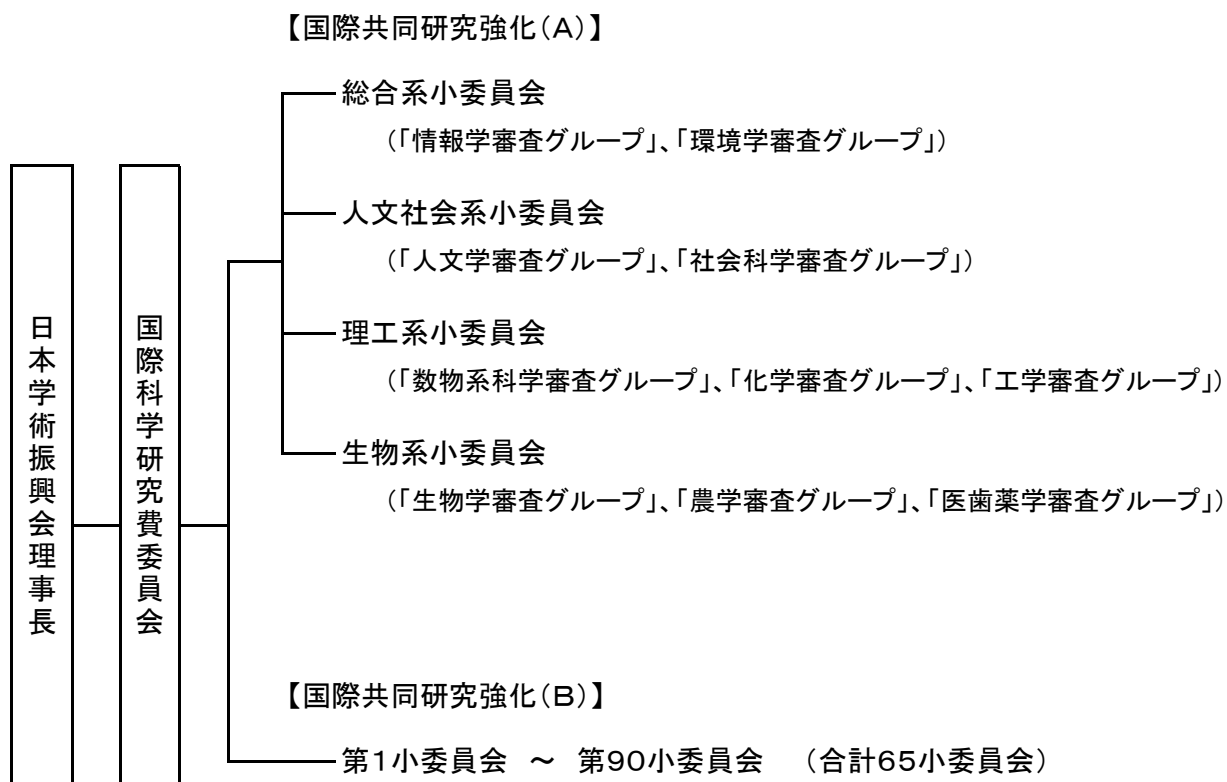 【国際共同研究強化（Ａ）】
総合系小委員会
（「情報学審査グループ」、「環境学審査グループ」）
人文社会系小委員会
（「人文学審査グループ」、「社会科学審査グループ」）
理工系小委員会
（「数物系科学審査グループ」、「化学審査グループ」、「工学審査グループ」）
生物系小委員会
（「生物学審査グループ」、「農学審査グループ」、「医歯薬学審査グループ」）
日本学術振興会理事長
国際科学研究費委員会
【国際共同研究強化（Ｂ）】
第１小委員会　～　第９０小委員会　（合計６５小委員会）